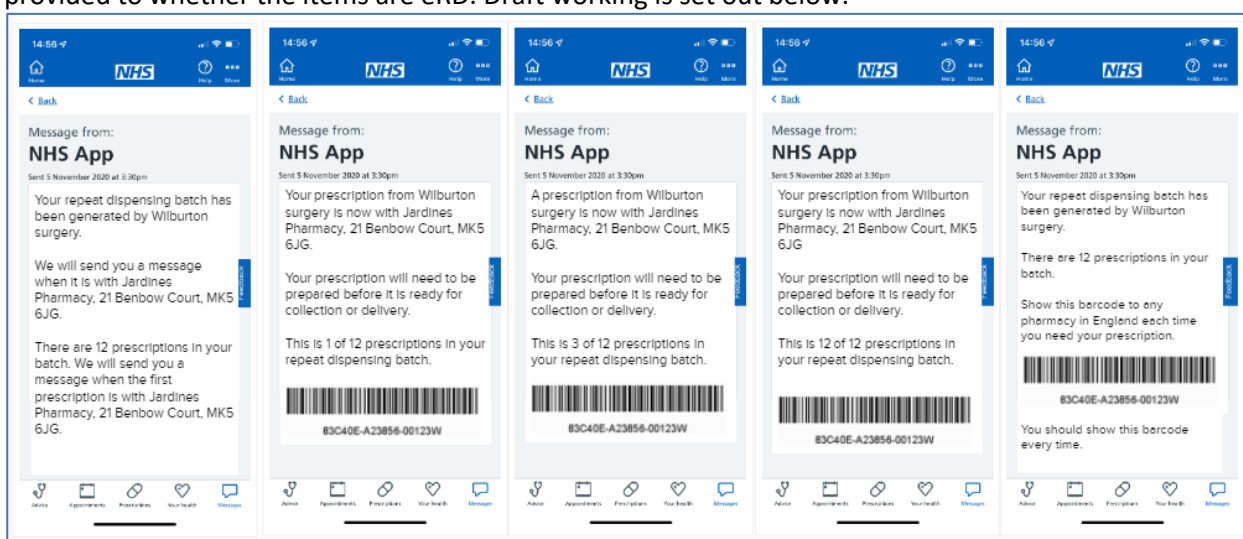 provided to whether the items are eRD. Draft working is set out below.
14:56
Home
NHS
Help
More
Back
Message from:
NHS App
Sent 5 November 2020 at 3:30pm
Your repeat dispensing batch has
been generated by Wilburton
surgery.
We will send you a message
when it is with Jardines
Pharmacy, 21 Benbow Court, MK5
6JG.
There are 12 prescriptions in your
batch. We will send you a
message when the first
prescription is with Jardines
Pharmacy, 21 Benbow Court, MK5
6JG.
Feedback
Advice
Appointments
Prescriptions
Your health
Messages
14:56
Home
NHS
Help
More
Back
Message from:
NHS App
Sent 5 November 2020 at 3:30pm
Your prescription from Wilburton
surgery is now with Jardines
Pharmacy, 21 Benbow Court, MK5
6JG.
Your prescription will need to be
prepared before it is ready for
collection or delivery.
This is 1 of 12 prescriptions in your
repeat dispensing batch.
83C40E-A23856-00123W
Feedback
Advice
Appointments
Prescriptions
Your health
Messages
14:56
Home
NHS
Help
More
Back
Message from:
NHS App
Sent 5 November 2020 at 3:30pm
A prescription from Wilburton
surgery is now with Jardines
Pharmacy, 21 Benbow Court, MK5
6JG.
Your prescription will need to be
prepared before it is ready for
collection or delivery.
This is 3 of 12 prescriptions in
your repeat dispensing batch.
83C40E-A23856-00123W
Feedback
Advice
Appointments
Prescriptions
Your health
Messages
14:56
Home
NHS
Help
More
Back
Message from:
NHS App
Sent 5 November 2020 at 3:30pm
Your prescription from Wilburton
surgery is now with Jardines
Pharmacy, 21 Benbow Court, MK5
6JG
Your prescription will need to be
prepared before it is ready for
collection or delivery.
This is 12 of 12 prescriptions in
your repeat dispensing batch.
83C40E-A23856-00123W
Feedback
Advice
Appointments
Prescriptions
Your health
Messages
14:56
Home
NHS
Help
More
Back
Message from:
NHS App
Sent 5 November 2020 at 3:30pm
Your repeat dispensing batch has
been generated by Wilburton
surgery.
There are 12 prescriptions in your
batch.
Show this barcode to any
pharmacy in England each time
you need your prescription.
83C40E-A23856-00123W
You should show this barcode
every time.
Feedback
Advice
Appointments
Prescriptions
Your health
Messages